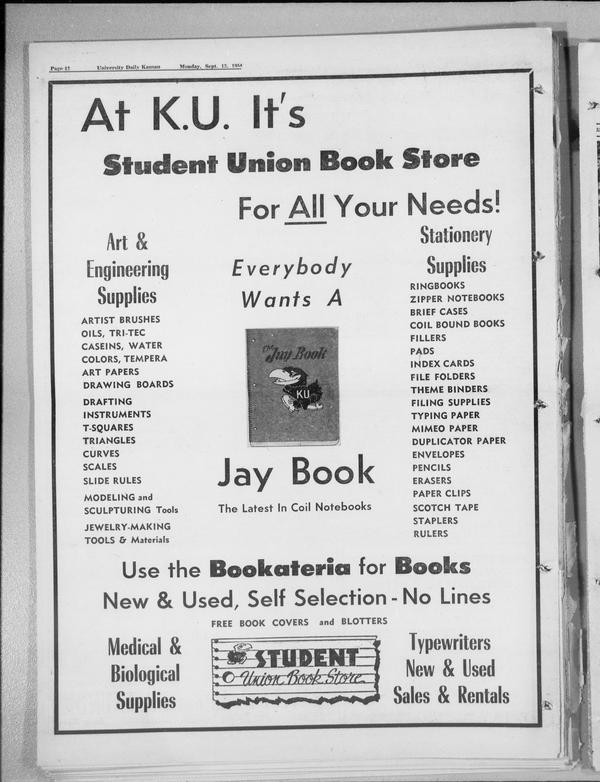 Page 12 University Daily Kansan Monday, Sept. 13, 1954
At K.U. It's
Student Union Book Store
For All Your Needs!
Art &
Engineering
Supplies
ARTIST BRUSHES
OILS, TRI-TEC
CASEINS, WATER
COLORS, TEMPERA
ART PAPERS
DRAWING BOARDS
DRAFTING
INSTRUMENTS
T-SQUARES
TRIANGLES
CURVES
SCALES
SLIDE RULES
MODELING and
SCULPTURING Tools
JEWELRY-MAKING
TOOLS & Materials
Everybody
Wants A
The Jay Book
KU
Jay Book
The Latest In Coil Notebooks
Stationery
Supplies
RINGBOOKS
ZIPPER NOTEBOOKS
BRIEF CASES
COIL BOUND BOOKS
FILLERS
PADS
INDEX CARDS
FILE FOLDERS
THEME BINDERS
FILING SUPPLIES
TYPING PAPER
MIMEO PAPER
DUPLICATOR PAPER
ENVELOPES
PENCILS
ERASERS
PAPER CLIPS
SCOTCH TAPE
STAPLERS
RULERS
Use the Bookateria for Books
New & Used, Self Selection - No Lines
FREE BOOK COVERS and BLOTTERS
Medical &
Biological
Supplies
STUDENT
Union Book Store
Typewriters
New & Used
Sales & Rentals